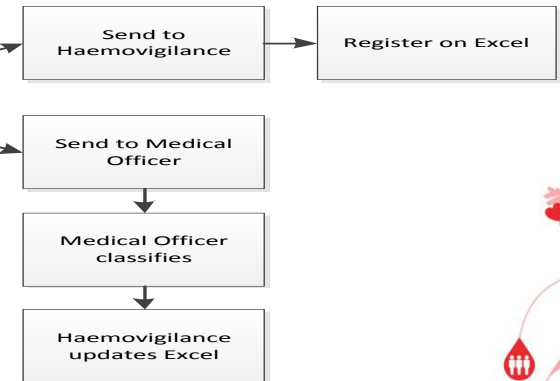 Send to
Haemovigilance
Register on Excel
Send to Medical
Officer
Medical Officer
classifies
Haemovigilance
updates Excel